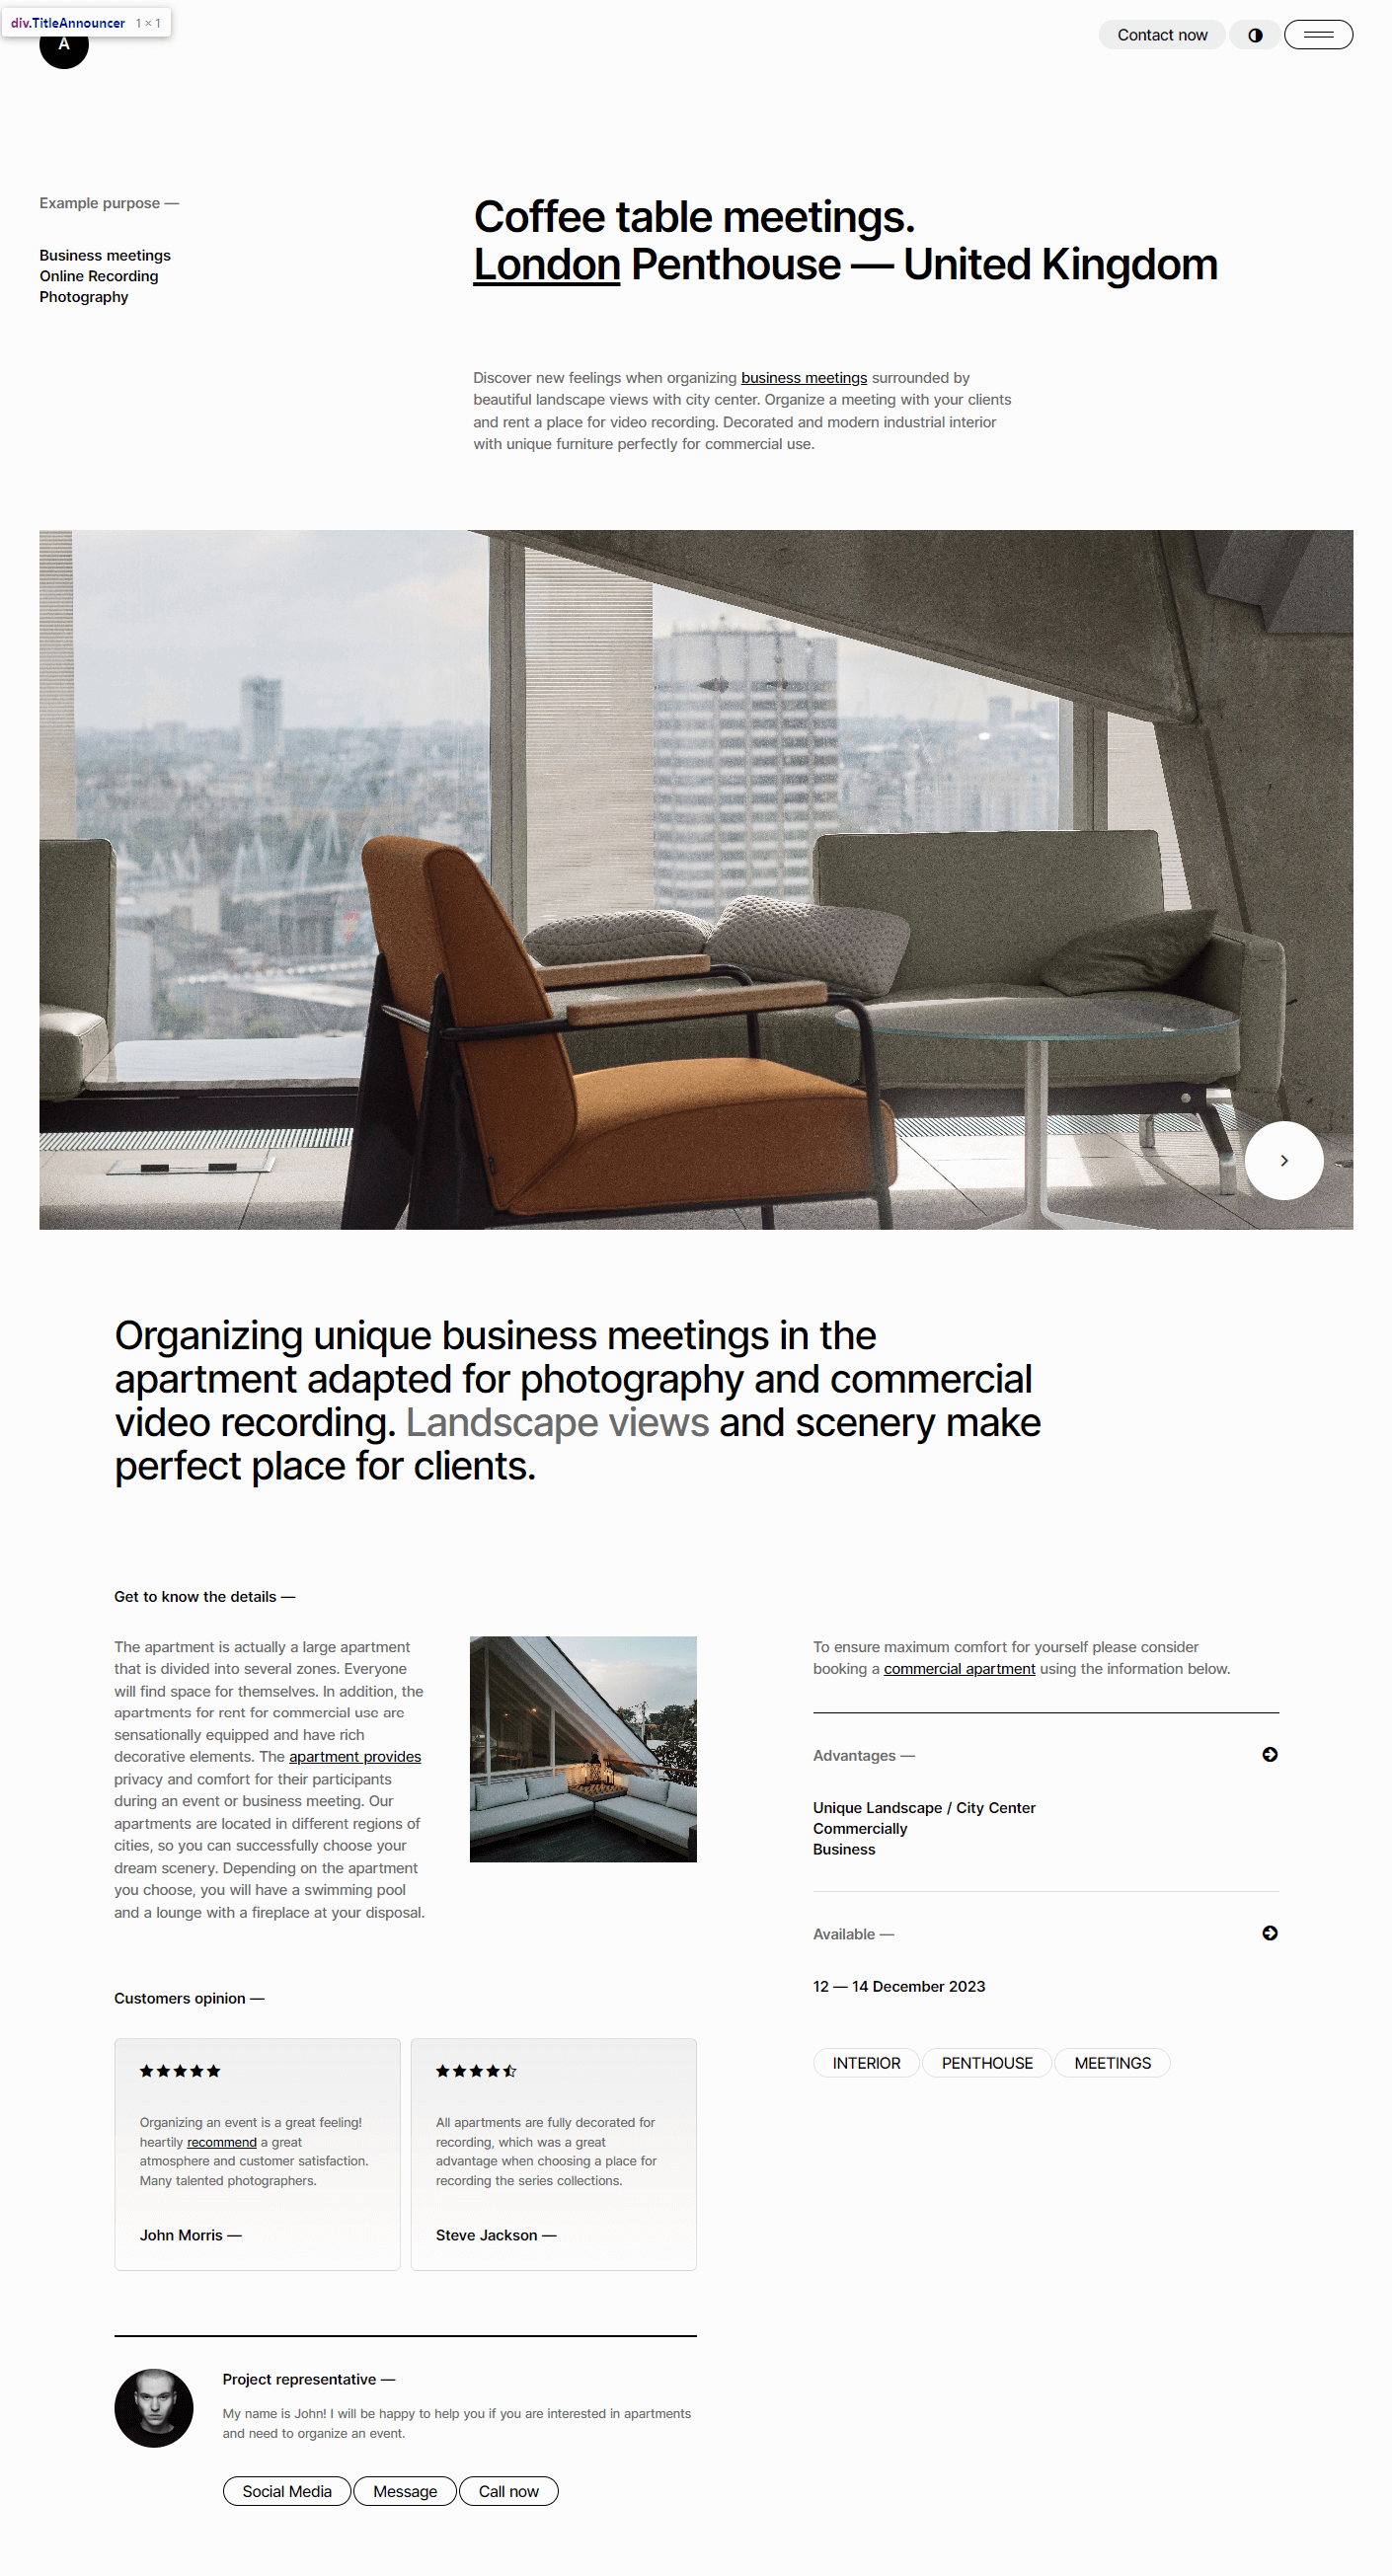 div.TitleAnnouncer 1 × 1
A
Contact now
Example purpose —
Business meetings
Online Recording
Photography
Coffee table meetings.
London Penthouse — United Kingdom
Discover new feelings when organizing business meetings surrounded by
beautiful landscape views with city center. Organize a meeting with your clients
and rent a place for video recording. Decorated and modern industrial interior
with unique furniture perfectly for commercial use.
Organizing unique business meetings in the
apartment adapted for photography and commercial
video recording. Landscape views and scenery make
perfect place for clients.
Get to know the details —
The apartment is actually a large apartment
that is divided into several zones. Everyone
will find space for themselves. In addition, the
apartments for rent for commercial use are
sensationally equipped and have rich
decorative elements. The apartment provides
privacy and comfort for their participants
during an event or business meeting. Our
apartments are located in different regions of
cities, so you can successfully choose your
dream scenery. Depending on the apartment
you choose, you will have a swimming pool
and a lounge with a fireplace at your disposal.
To ensure maximum comfort for yourself please consider
booking a commercial apartment using the information below.
Advantages —
Unique Landscape / City Center
Commercially
Business
Available —
12 — 14 December 2023
INTERIOR PENTHOUSE MEETINGS
Customers opinion —
Organizing an event is a great feeling!
heartily recommend a great
atmosphere and customer satisfaction.
Many talented photographers.
John Morris —
All apartments are fully decorated for
recording, which was a great
advantage when choosing a place for
recording the series collections.
Steve Jackson —
Project representative —
My name is John! I will be happy to help you if you are interested in apartments
and need to organize an event.
Social Media Message Call now